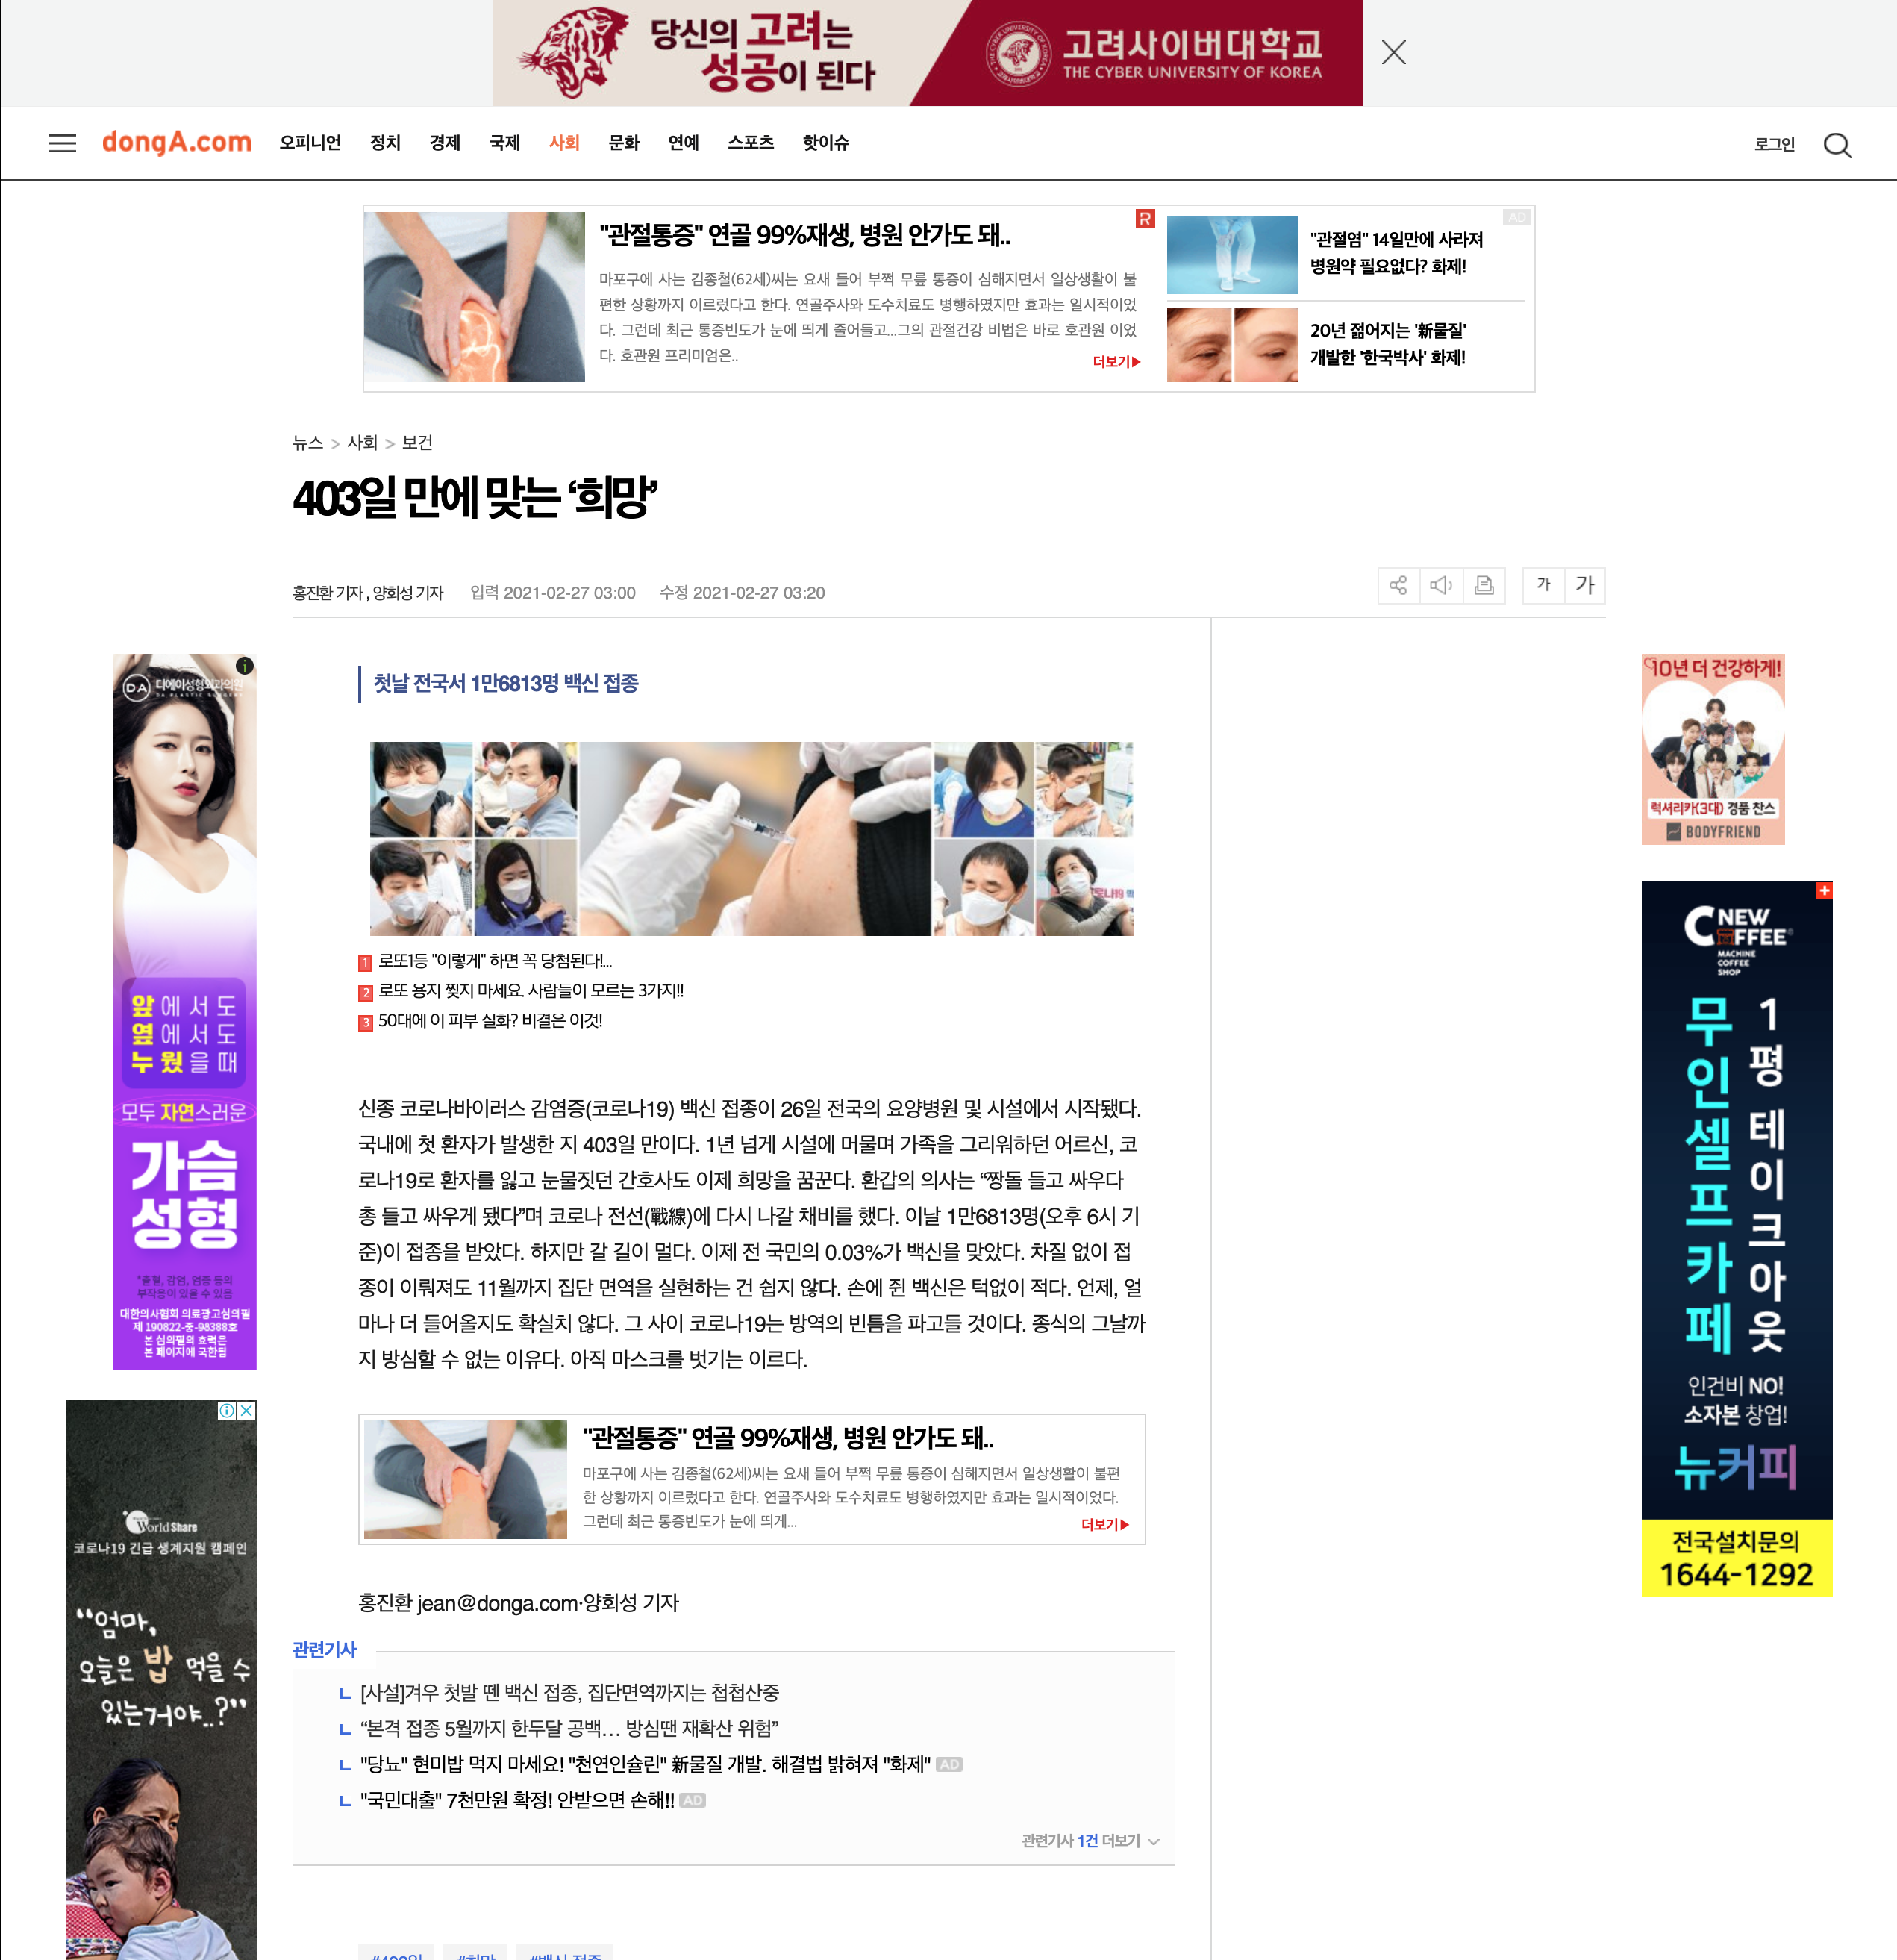 당신의 고려는
성공이 된다
고려사이버대학교
THE CYBER UNIVERSITY OF KOREA
dongA.com 오피니언 정치 경제 국제 사회 문화 연예 스포츠 핫이슈 로그인
"관절통증" 연골 99%재생, 병원 안가도 돼..
마포구에 사는 김종철(62세)씨는 요새 들어 부쩍 무릎 통증이 심해지면서 일상생활이 불
편한 상황까지 이르렀다고 한다. 연골주사와 도수치료도 병행하였지만 효과는 일시적이었
다. 그런데 최근 통증빈도가 눈에 띄게 줄어들고...그의 관절건강 비법은 바로 호관원 이었
다. 호관원 프리미엄은..
더보기▶
R
AD
"관절염" 14일만에 사라져
병원약 필요없다? 화제!
20년 젊어지는 '新물질'
개발한 '한국박사' 화제!
뉴스 > 사회 > 보건
403일 만에 맞는 ‘희망’
홍진환 기자 , 양회성 기자 입력 2021-02-27 03:00 수정 2021-02-27 03:20
가 가
첫날 전국서 1만6813명 백신 접종
1 로또1등 "이렇게" 하면 꼭 당첨된다!...
2 로또 용지 찢지 마세요. 사람들이 모르는 3가지!!
3 50대에 이 피부 실화? 비결은 이것!
신종 코로나바이러스 감염증(코로나19) 백신 접종이 26일 전국의 요양병원 및 시설에서 시작됐다.
국내에 첫 환자가 발생한 지 403일 만이다. 1년 넘게 시설에 머물며 가족을 그리워하던 어르신, 코
로나19로 환자를 잃고 눈물짓던 간호사도 이제 희망을 꿈꾼다. 환갑의 의사는 “짱돌 들고 싸우다
총 들고 싸우게 됐다”며 코로나 전선(戰線)에 다시 나갈 채비를 했다. 이날 1만6813명(오후 6시 기
준)이 접종을 받았다. 하지만 갈 길이 멀다. 이제 전 국민의 0.03%가 백신을 맞았다. 차질 없이 접
종이 이뤄져도 11월까지 집단 면역을 실현하는 건 쉽지 않다. 손에 쥔 백신은 턱없이 적다. 언제, 얼
마나 더 들어올지도 확실치 않다. 그 사이 코로나19는 방역의 빈틈을 파고들 것이다. 종식의 그날까
지 방심할 수 없는 이유다. 아직 마스크를 벗기는 이르다.
"관절통증" 연골 99%재생, 병원 안가도 돼..
마포구에 사는 김종철(62세)씨는 요새 들어 부쩍 무릎 통증이 심해지면서 일상생활이 불편
한 상황까지 이르렀다고 한다. 연골주사와 도수치료도 병행하였지만 효과는 일시적이었다.
그런데 최근 통증빈도가 눈에 띄게...
더보기▶
홍진환 jean@donga.com·양회성 기자
관련기사
[사설]겨우 첫발 뗀 백신 접종, 집단면역까지는 첩첩산중
“본격 접종 5월까지 한두달 공백… 방심땐 재확산 위험”
"당뇨" 현미밥 먹지 마세요! "천연인슐린" 新물질 개발. 해결법 밝혀져 "화제" AD
"국민대출" 7천만원 확정! 안받으면 손해!! AD
관련기사 1건 더보기
#403일 #희망 #백신 접종
DA 디에이성형외과의원
DA PLASTIC SURGERY
앞에서도
옆에서도
누웠을 때
모두 자연스러운
가슴
성형
*출혈, 감염, 염증 등의
부작용이 있을 수 있음
대한의사협회 의료광고심의필
제 190822-중-98388호
본 심의필의 효력은
본 페이지에 국한됨
World Share
코로나19 긴급 생계지원 캠페인
“엄마,
오늘은 밥 먹을 수
있는거야..?”
10년 더 건강하게!
럭셔리카(3대) 경품 찬스
BODYFRIEND
NEW
COFFEE
MACHINE
COFFEE
SHOP
1평 테이크아웃
무인셀프카페
인건비 NO!
소자본 창업!
뉴커피
전국설치문의
1644-1292